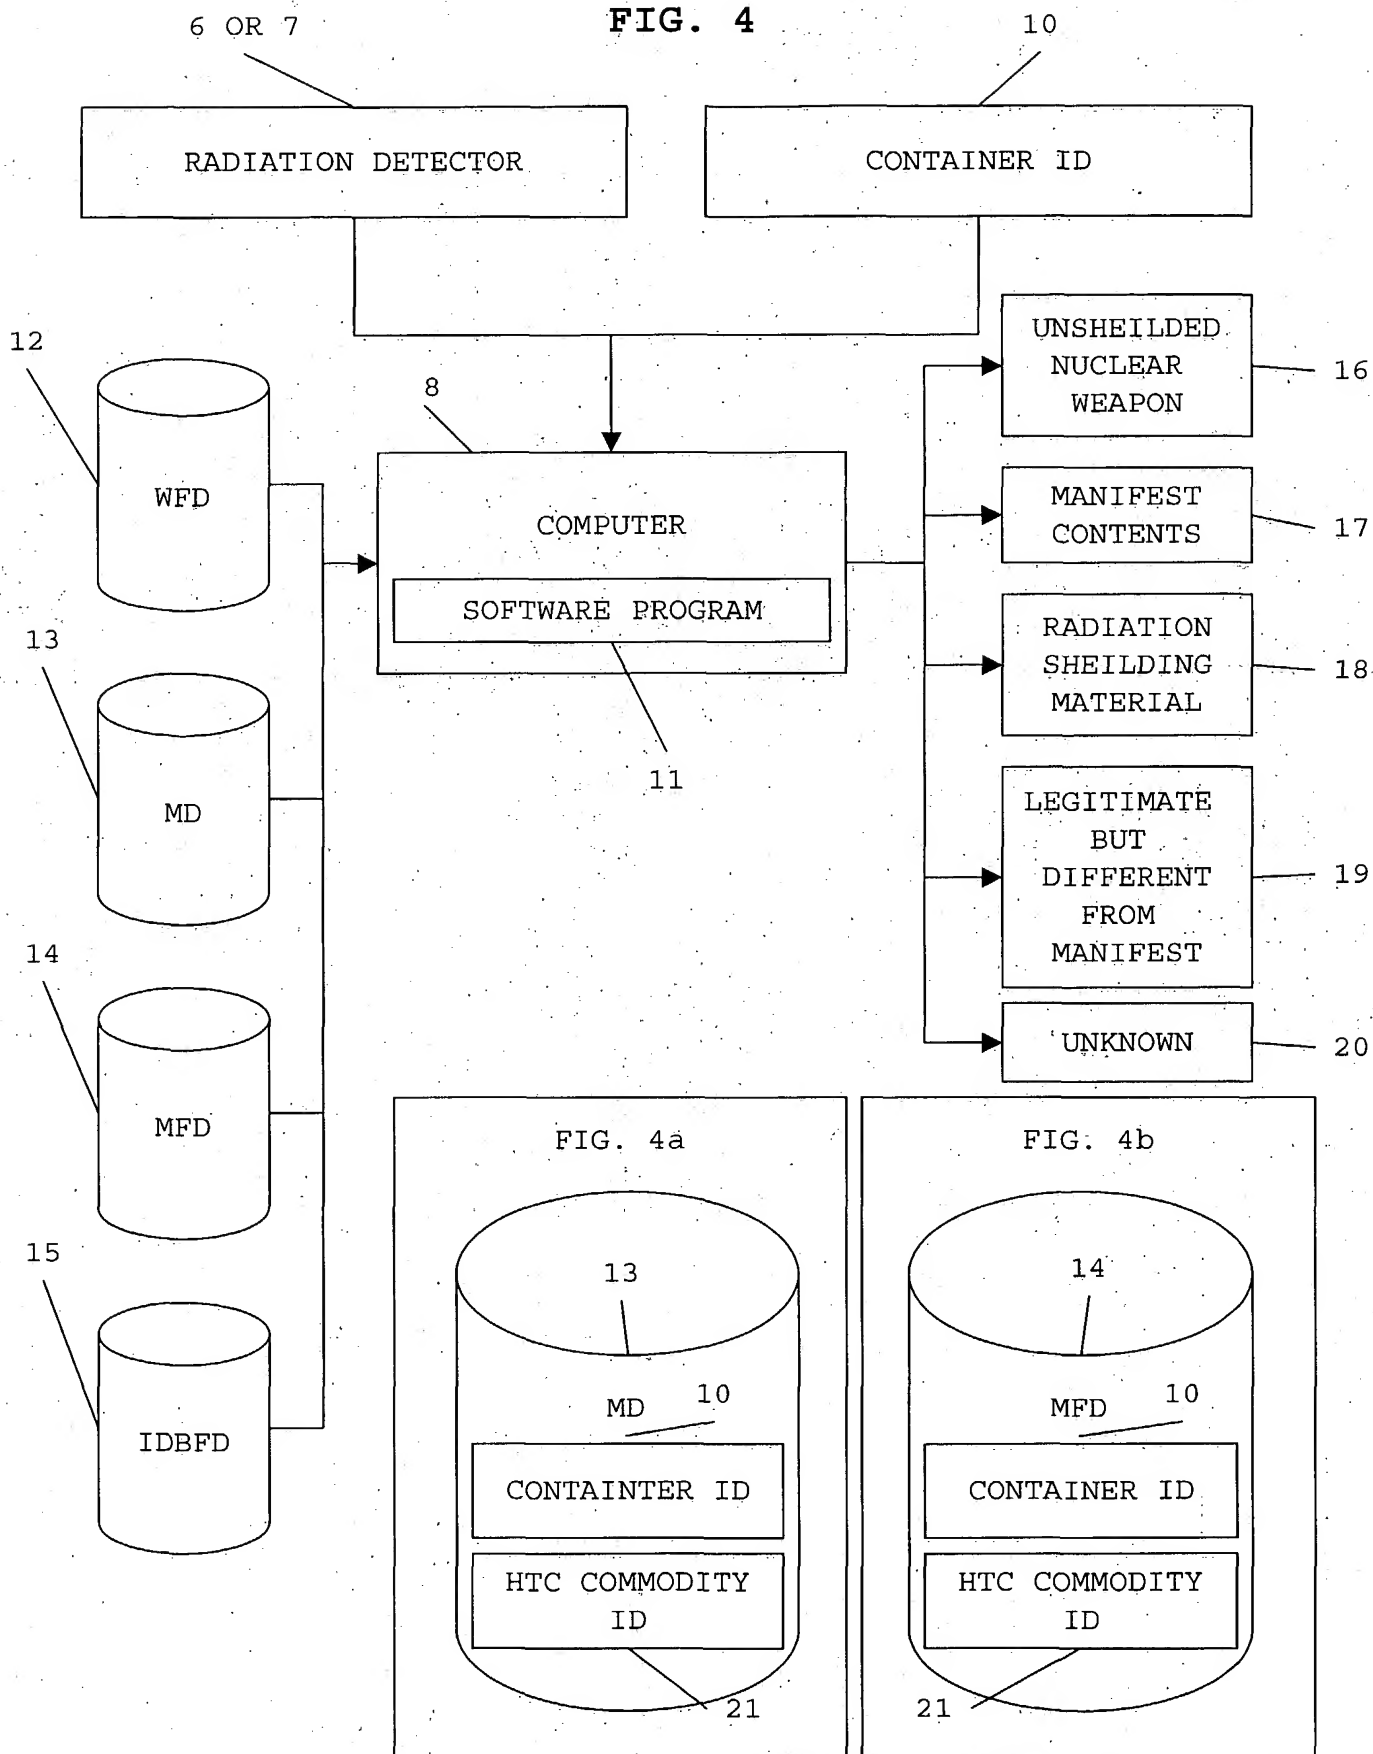 FIG. 4
6 OR 7
10
RADIATION DETECTOR
CONTAINER ID
12
WFD
13
MD
14
MFD
15
IDBFD
8
COMPUTER
SOFTWARE PROGRAM
11
UNSHEILDED
NUCLEAR
WEAPON
16
MANIFEST
CONTENTS
17
RADIATION
SHEILDING
MATERIAL
18
LEGITIMATE
BUT
DIFFERENT
FROM
MANIFEST
19
UNKNOWN
20
FIG. 4a
13
MD
10
CONTAINTER ID
HTC COMMODITY
ID
21
FIG. 4b
14
MFD
10
CONTAINER ID
HTC COMMODITY
ID
21